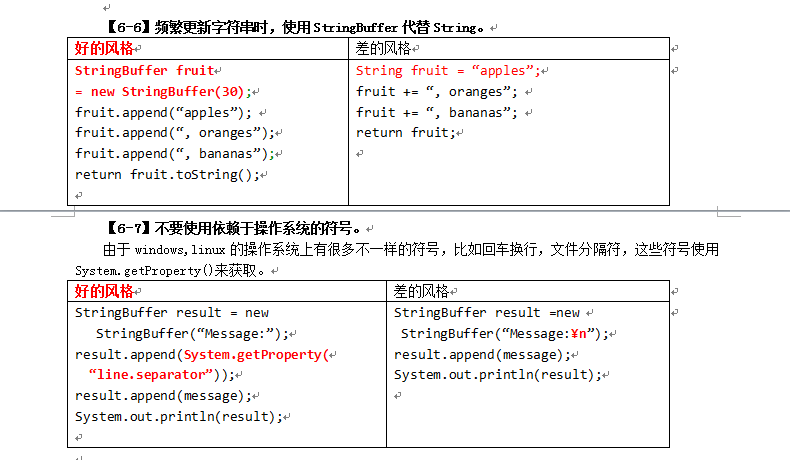 【6-6】频繁更新字符串时，使用StringBuffer代替String。
好的风格
差的风格
StringBuffer fruit
= new StringBuffer(30);
fruit.append(“apples”);
fruit.append(“, oranges”);
fruit.append(“, bananas”);
return fruit.toString();
String fruit = “apples”;
fruit += “, oranges”;
fruit += “, bananas”;
return fruit;
【6-7】不要使用依赖于操作系统的符号。
由于windows,linux的操作系统上有很多不一样的符号，比如回车换行，文件分隔符，这些符号使用
System.getProperty()来获取。
好的风格
差的风格
StringBuffer result = new
StringBuffer(“Message:”);
result.append(System.getProperty(
“line.separator”));
result.append(message);
System.out.println(result);
StringBuffer result =new
StringBuffer(“Message:¥n”);
result.append(message);
System.out.println(result);